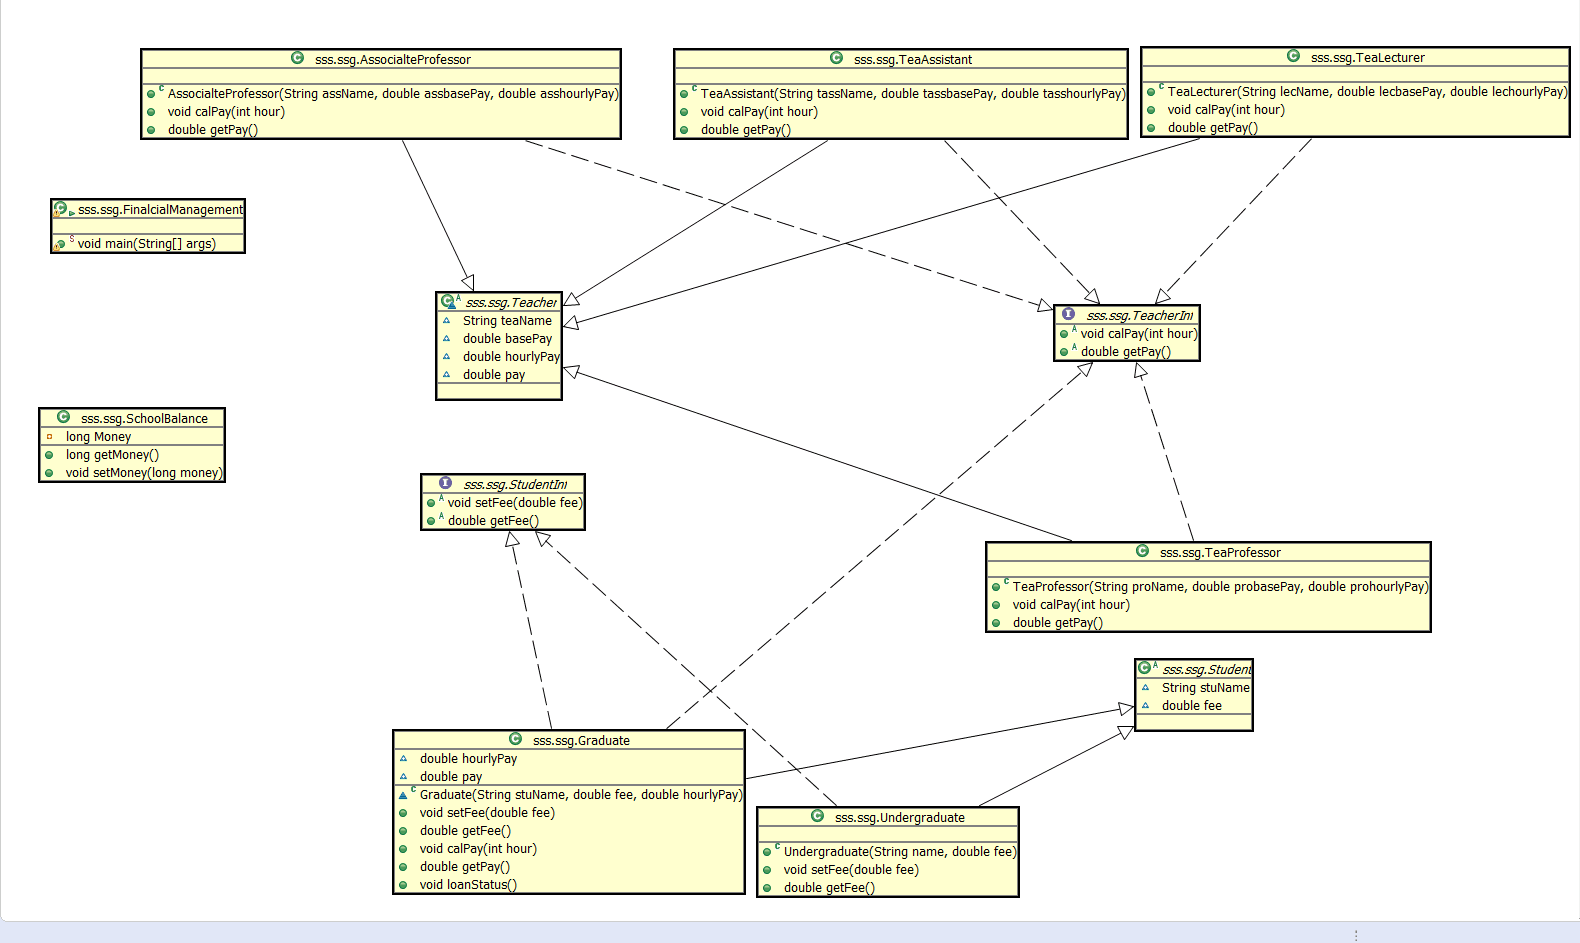 sss.ssg.AssocialteProfessor
AssocialteProfessor(String assName, double assbasePay, double asshourlyPay)
void calPay(int hour)
double getPay()
sss.ssg.TeaAssistant
TeaAssistant(String tassName, double tassbasePay, double tasshourlyPay)
void calPay(int hour)
double getPay()
sss.ssg.TeaLecturer
TeaLecturer(String lecName, double lecbasePay, double lechourlyPay)
void calPay(int hour)
double getPay()
sss.ssg.FinalcialManagement
void main(String[] args)
sss.ssg.Teacher
String teaName
double basePay
double hourlyPay
double pay
sss.ssg.TeacherInt
void calPay(int hour)
double getPay()
sss.ssg.SchoolBalance
long Money
long getMoney()
void setMoney(long money)
sss.ssg.StudentInt
void setFee(double fee)
double getFee()
sss.ssg.TeaProfessor
TeaProfessor(String proName, double probasePay, double prohourlyPay)
void calPay(int hour)
double getPay()
sss.ssg.Student
String stuName
double fee
sss.ssg.Graduate
double hourlyPay
double pay
Graduate(String stuName, double fee, double hourlyPay)
void setFee(double fee)
double getFee()
void calPay(int hour)
double getPay()
void loanStatus()
sss.ssg.Undergraduate
Undergraduate(String name, double fee)
void setFee(double fee)
double getFee()